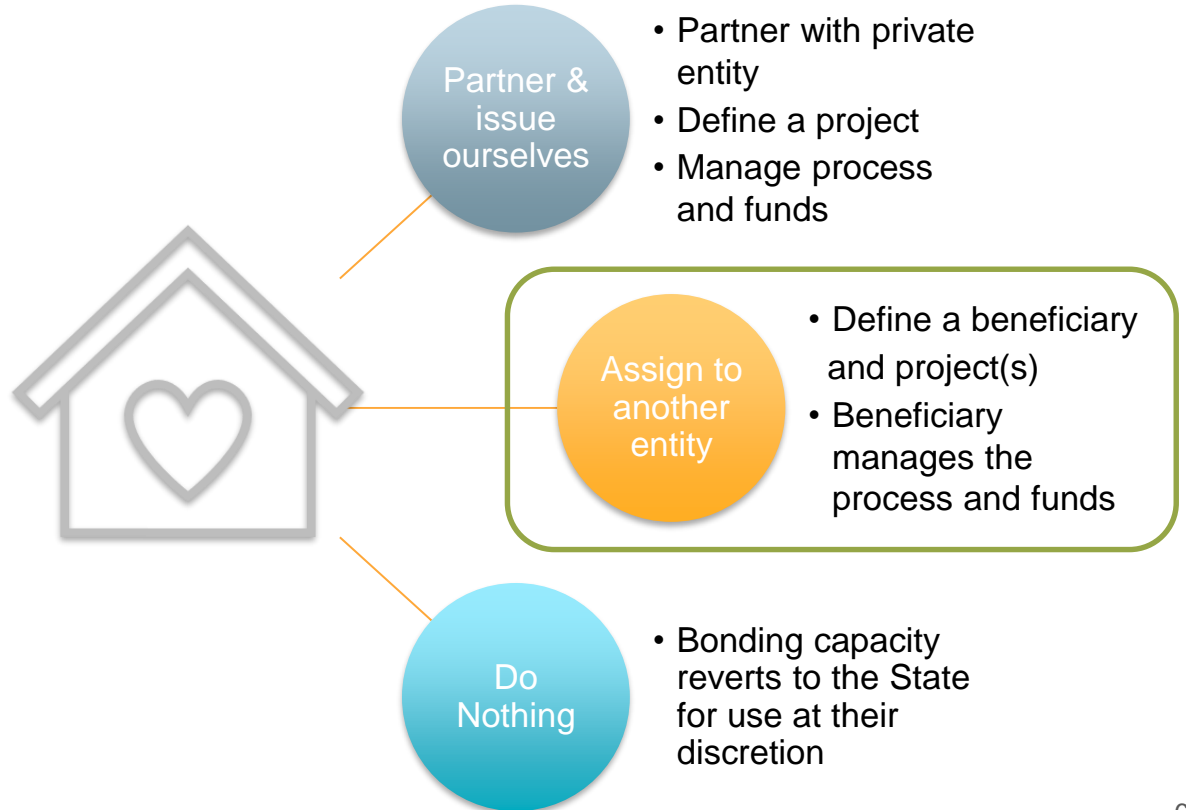 Partner &
issue
ourselves
• Partner with private
entity
• Define a project
• Manage process
and funds
Assign to
another
entity
• Define a beneficiary
and project(s)
• Beneficiary
manages the
process and funds
Do
Nothing
• Bonding capacity
reverts to the State
for use at their
discretion